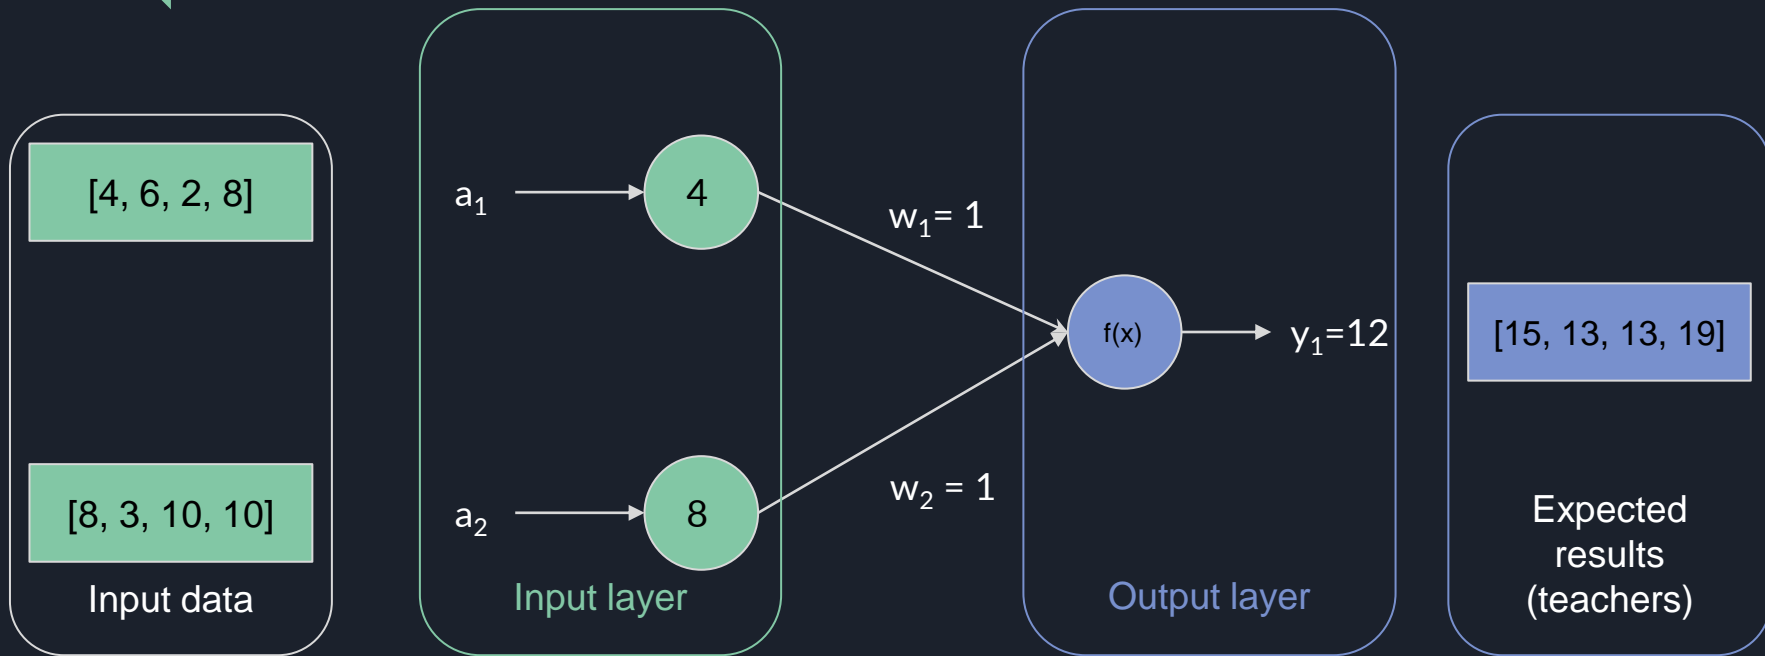 [4, 6, 2, 8]
[8, 3, 10, 10]
Input data
a₁
4
a₂
8
Input layer
w₁= 1
w₂ = 1
f(x)
y₁=12
Output layer
[15, 13, 13, 19]
Expected
results
(teachers)